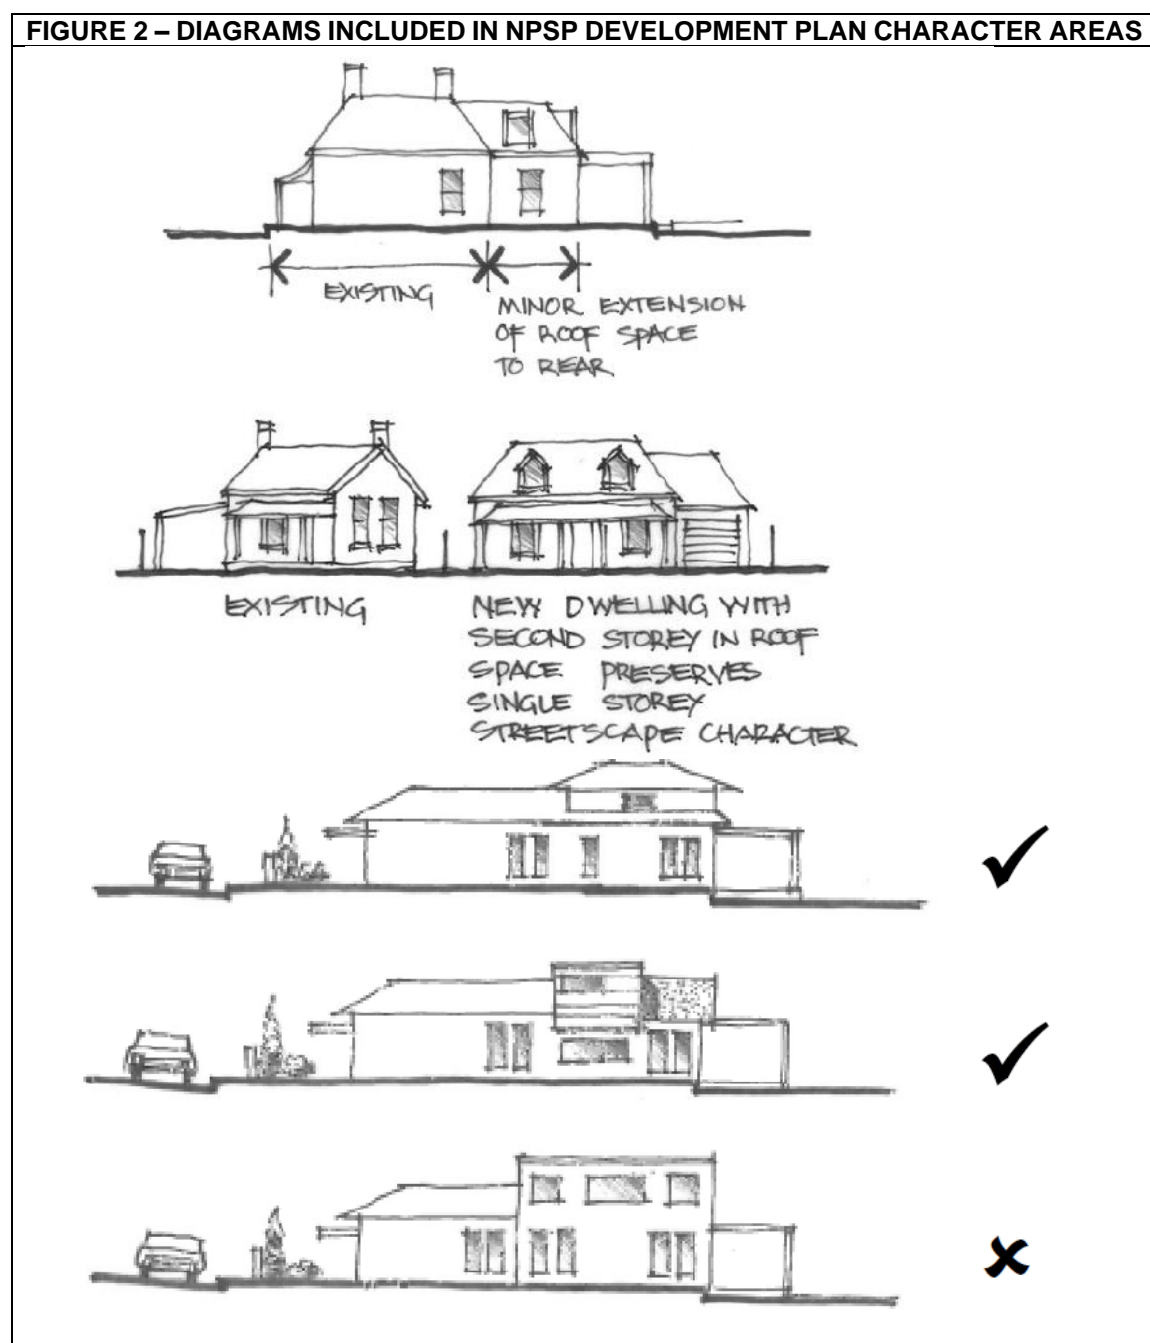 FIGURE 2 – DIAGRAMS INCLUDED IN NPSP DEVELOPMENT PLAN CHARACTER AREAS
EXISTING
MINOR EXTENSION
OF ROOF SPACE
TO REAR
EXISTING
NEW DWELLING WITH
SECOND STOREY IN ROOF
SPACE PRESERVES
SINGLE STOREY
STREETSCAPE CHARACTER